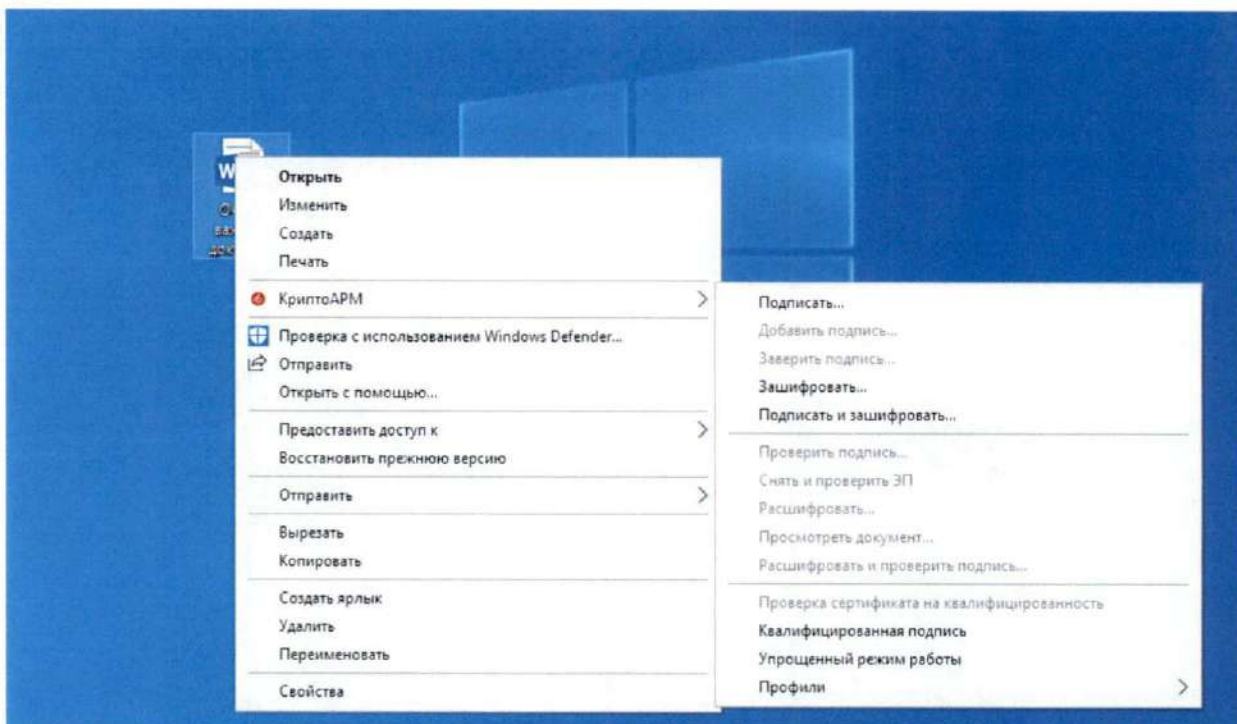 Открыть
Изменить
Создать
Печать
КриптоАРМ
Проверка с использованием Windows Defender...
Отправить
Открыть с помощью...
Предоставить доступ к
Восстановить прежнюю версию
Отправить
Вырезать
Копировать
Создать ярлык
Удалить
Переименовать
Свойства
Подписать...
Добавить подпись...
Заверить подпись...
Зашифровать...
Подписать и зашифровать...
Проверить подпись...
Снять и проверить ЭП
Расшифровать...
Просмотреть документ...
Расшифровать и проверить подпись...
Проверка сертификата на квалифицированность
Квалифицированная подпись
Упрощенный режим работы
Профили